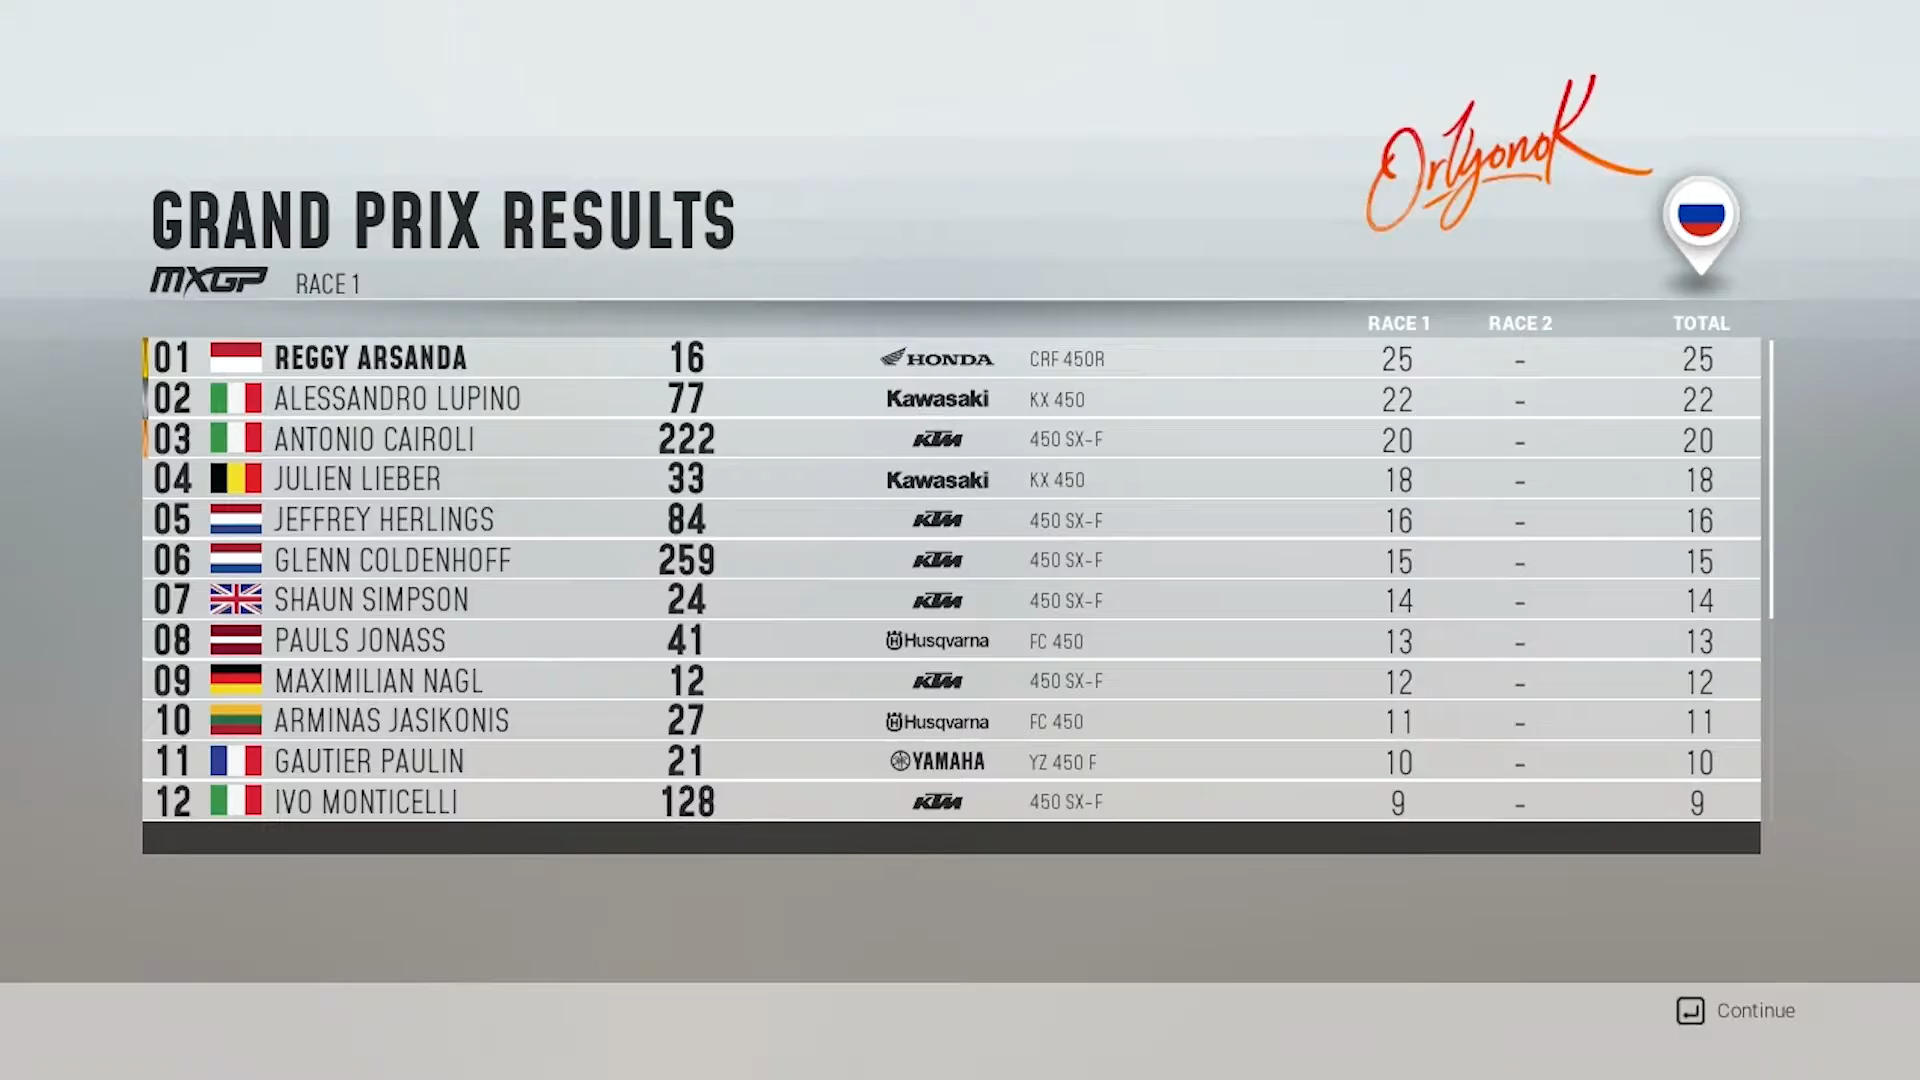 OrlyonoK
GRAND PRIX RESULTS
MXGP RACE 1
RACE 1 RACE 2 TOTAL
01 REGGY ARSANDA 16 HONDA CRF 450R 25 - 25
02 ALESSANDRO LUPINO 77 Kawasaki KX 450 22 - 22
03 ANTONIO CAIROLI 222 KTM 450 SX-F 20 - 20
04 JULIEN LIEBER 33 Kawasaki KX 450 18 - 18
05 JEFFREY HERLINGS 84 KTM 450 SX-F 16 - 16
06 GLENN COLDENHOFF 259 KTM 450 SX-F 15 - 15
07 SHAUN SIMPSON 24 KTM 450 SX-F 14 - 14
08 PAULS JONASS 41 Husqvarna FC 450 13 - 13
09 MAXIMILIAN NAGL 12 KTM 450 SX-F 12 - 12
10 ARMINAS JASIKONIS 27 Husqvarna FC 450 11 - 11
11 GAUTIER PAULIN 21 YAMAHA YZ 450 F 10 - 10
12 IVO MONTICELLI 128 KTM 450 SX-F 9 - 9
Continue